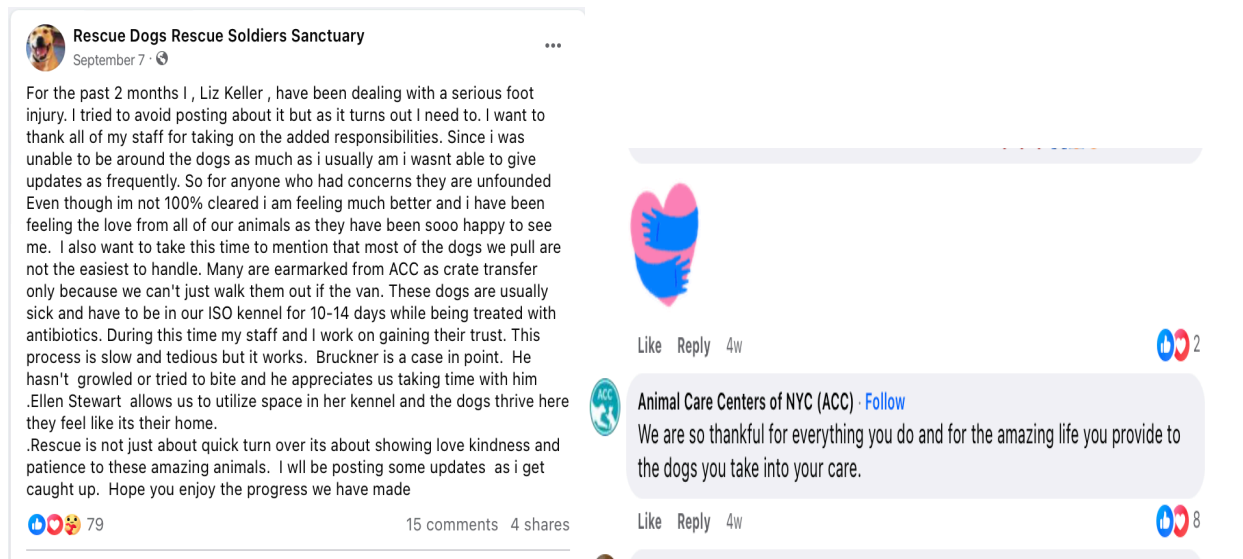 Rescue Dogs Rescue Soldiers Sanctuary
September 7 ·
For the past 2 months I , Liz Keller , have been dealing with a serious foot
injury. I tried to avoid posting about it but as it turns out I need to. I want to
thank all of my staff for taking on the added responsibilities. Since i was
unable to be around the dogs as much as i usually am i wasnt able to give
updates as frequently. So for anyone who had concerns they are unfounded
Even though im not 100% cleared i am feeling much better and i have been
feeling the love from all of our animals as they have been sooo happy to see
me.  I also want to take this time to mention that most of the dogs we pull are
not the easiest to handle. Many are earmarked from ACC as crate transfer
only because we can't just walk them out if the van. These dogs are usually
sick and have to be in our ISO kennel for 10-14 days while being treated with
antibiotics. During this time my staff and I work on gaining their trust. This
process is slow and tedious but it works.  Bruckner is a case in point.  He
hasn't  growled or tried to bite and he appreciates us taking time with him
.Ellen Stewart  allows us to utilize space in her kennel and the dogs thrive here
they feel like its their home.
.Rescue is not just about quick turn over its about showing love kindness and
patience to these amazing animals.  I wll be posting some updates  as i get
caught up.  Hope you enjoy the progress we have made
79
15 comments 4 shares
Like Reply 4w
2
ACC
Animal Care Centers of NYC (ACC) · Follow
We are so thankful for everything you do and for the amazing life you provide to
the dogs you take into your care.
Like Reply 4w
8